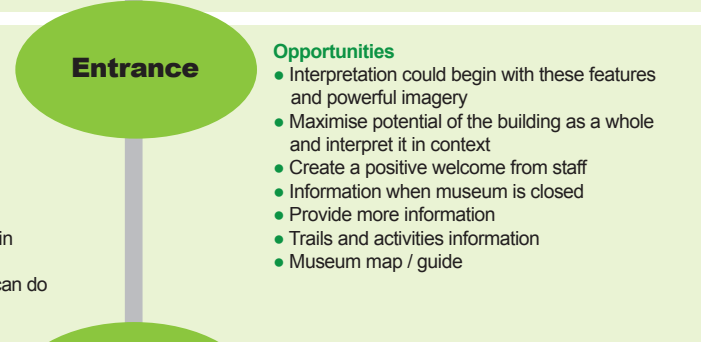 Entrance
Opportunities
● Interpretation could begin with these features
and powerful imagery
● Maximise potential of the building as a whole
and interpret it in context
● Create a positive welcome from staff
● Information when museum is closed
● Provide more information
● Trails and activities information
● Museum map / guide
in
can do